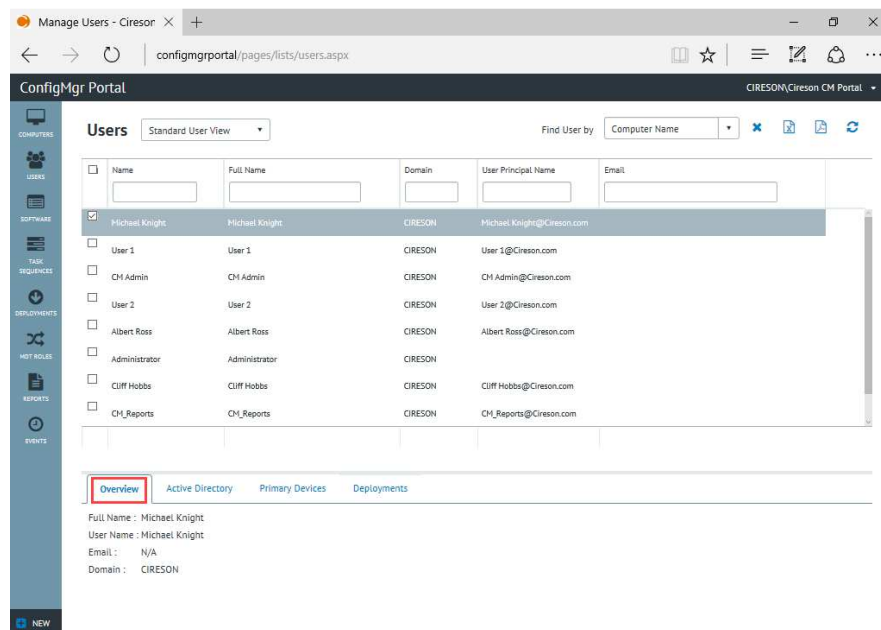 Manage Users - Cireson
configmgrportal/pages/lists/users.aspx
ConfigMgr Portal
CIRESON\Cireson CM Portal
COMPUTERS
USERS
SOFTWARE
TASK SEQUENCES
DEPLOYMENTS
MDT ROLES
REPORTS
EVENTS
NEW
Users
Standard User View
Find User by
Computer Name
Name Full Name Domain User Principal Name Email
Michael Knight Michael Knight CIRESON Michael Knight@Cireson.com
User 1 User 1 CIRESON User 1@Cireson.com
CM Admin CM Admin CIRESON CM Admin@Cireson.com
User 2 User 2 CIRESON User 2@Cireson.com
Albert Ross Albert Ross CIRESON Albert Ross@Cireson.com
Administrator Administrator CIRESON
Cliff Hobbs Cliff Hobbs CIRESON Cliff Hobbs@Cireson.com
CM_Reports CM_Reports CIRESON CM_Reports@Cireson.com
Overview Active Directory Primary Devices Deployments
Full Name : Michael Knight
User Name : Michael Knight
Email : N/A
Domain : CIRESON